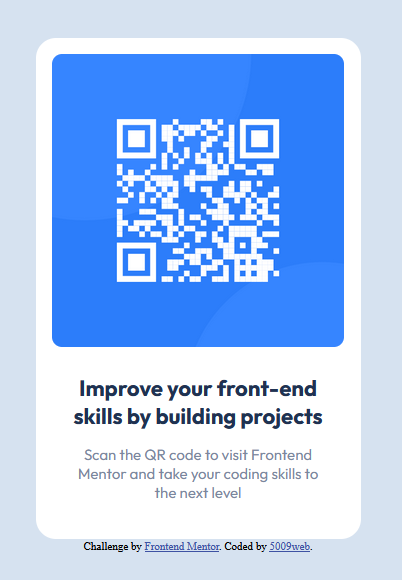 Improve your front-end
skills by building projects
Scan the QR code to visit Frontend
Mentor and take your coding skills to
the next level
Challenge by Frontend Mentor. Coded by 5009web.